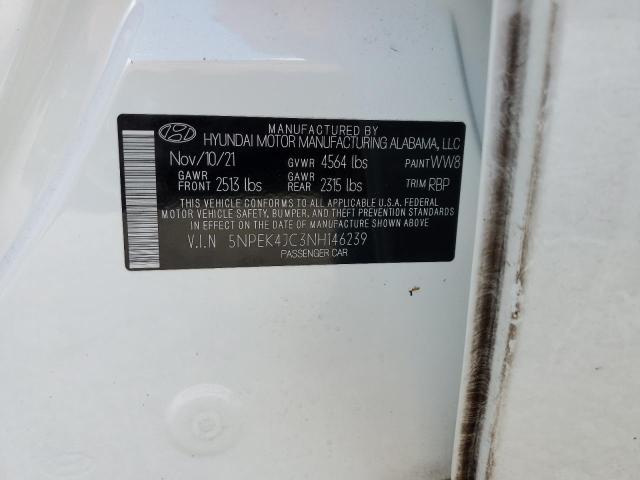 MANUFACTURED BY
HYUNDAI MOTOR MANUFACTURING ALABAMA, LLC
Nov/10/21 GVWR 4564 lbs PAINT WW8
GAWR FRONT 2513 lbs GAWR REAR 2315 lbs TRIM RBP
THIS VEHICLE CONFORMS TO ALL APPLICABLE U.S.A. FEDERAL
MOTOR VEHICLE SAFETY, BUMPER, AND THEFT PREVENTION STANDARDS
IN EFFECT ON THE DATE OF MANUFACTURE SHOWN ABOVE
V.I.N 5NPEK4JC3NH146239
PASSENGER CAR